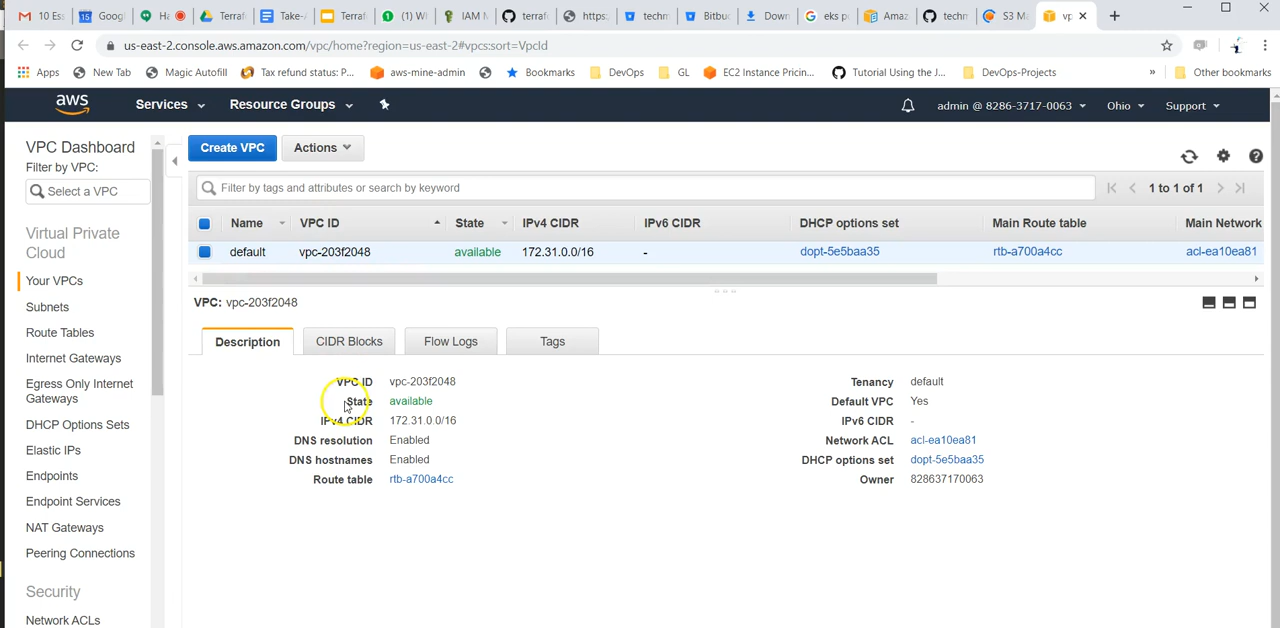 10 Es
Googl
Ha
Terraf
Take-
Terraf
(1) W
IAM M
terraf
https:
techm
Bitbuc
Down
eks p
Amaz
techm
S3 Ma
vp
us-east-2.console.aws.amazon.com/vpc/home?region=us-east-2#vpcs:sort=VpcId
Apps
New Tab
Magic Autofill
Tax refund status: P...
aws-mine-admin
Bookmarks
DevOps
GL
EC2 Instance Pricin...
Tutorial Using the J...
DevOps-Projects
»
Other bookmarks
aws
Services
Resource Groups
admin @ 8286-3717-0063
Ohio
Support
VPC Dashboard
Filter by VPC:
Select a VPC
Virtual Private
Cloud
Your VPCs
Subnets
Route Tables
Internet Gateways
Egress Only Internet
Gateways
DHCP Options Sets
Elastic IPs
Endpoints
Endpoint Services
NAT Gateways
Peering Connections
Security
Network ACLs
Create VPC
Actions
Filter by tags and attributes or search by keyword
1 to 1 of 1
Name VPC ID State IPv4 CIDR IPv6 CIDR DHCP options set Main Route table Main Network
default vpc-203f2048 available 172.31.0.0/16 - dopt-5e5baa35 rtb-a700a4cc acl-ea10ea81
VPC: vpc-203f2048
Description
CIDR Blocks
Flow Logs
Tags
VPC ID vpc-203f2048
State available
IPv4 CIDR 172.31.0.0/16
DNS resolution Enabled
DNS hostnames Enabled
Route table rtb-a700a4cc
Tenancy default
Default VPC Yes
IPv6 CIDR -
Network ACL acl-ea10ea81
DHCP options set dopt-5e5baa35
Owner 828637170063